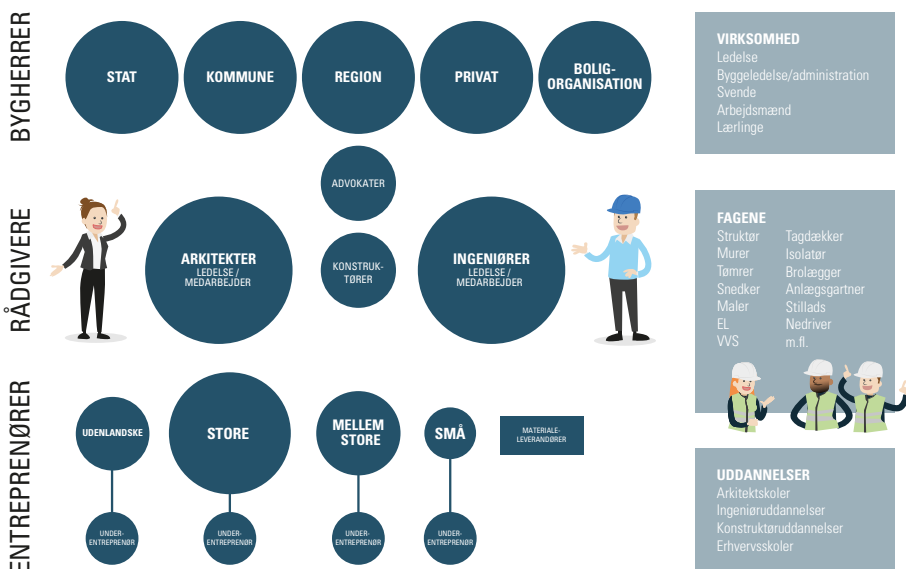 BYGHERRER
STAT
KOMMUNE
REGION
PRIVAT
BOLIG-
ORGANISATION
RÅDGIVERE
ADVOKATER
ARKITEKTER
LEDELSE /
MEDARBEJDER
KONSTRUK-
TØRER
INGENIØRER
LEDELSE /
MEDARBEJDER
ENTREPRENØRER
UDENLANDSKE
STORE
MELLEM
STORE
SMÅ
MATERIALE-
LEVERANDØRER
UNDER-
ENTREPRENØR
UNDER-
ENTREPRENØR
UNDER-
ENTREPRENØR
UNDER-
ENTREPRENØR
VIRKSOMHED
Ledelse
Byggeledelse/administration
Svende
Arbejdsmænd
Lærlinge
FAGENE
Struktør Tagdækker
Murer Isolatør
Tømrer Brolægger
Snedker Anlægsgartner
Maler Stillads
EL Nedriver
VVS m.fl.
UDDANNELSER
Arkitektskoler
Ingeniøruddannelser
Konstruktøruddannelser
Erhvervsskoler